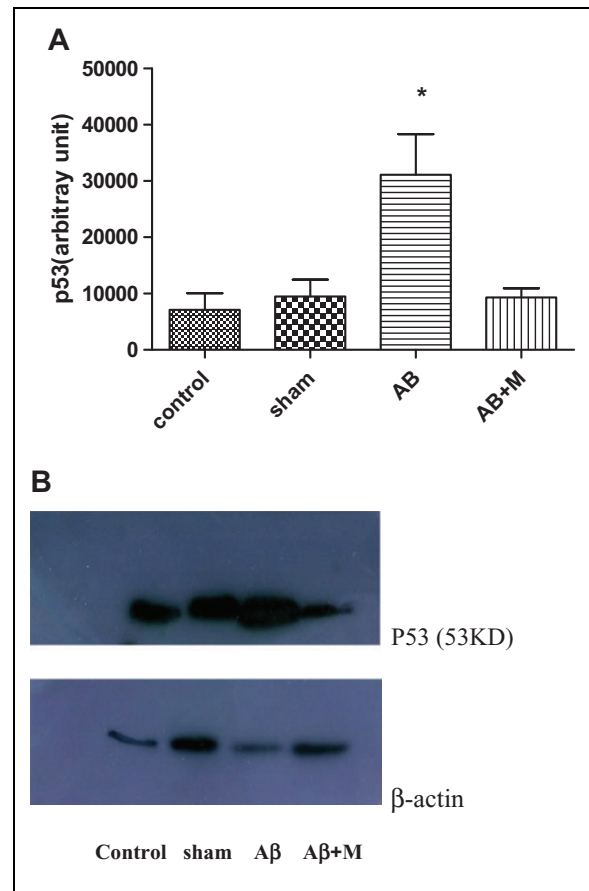 A
50000
40000
30000
20000
10000
0
p53(arbitray unit)
*
control
sham
AB
AB+M
B
P53 (53KD)
β-actin
Control sham Aβ Aβ+M